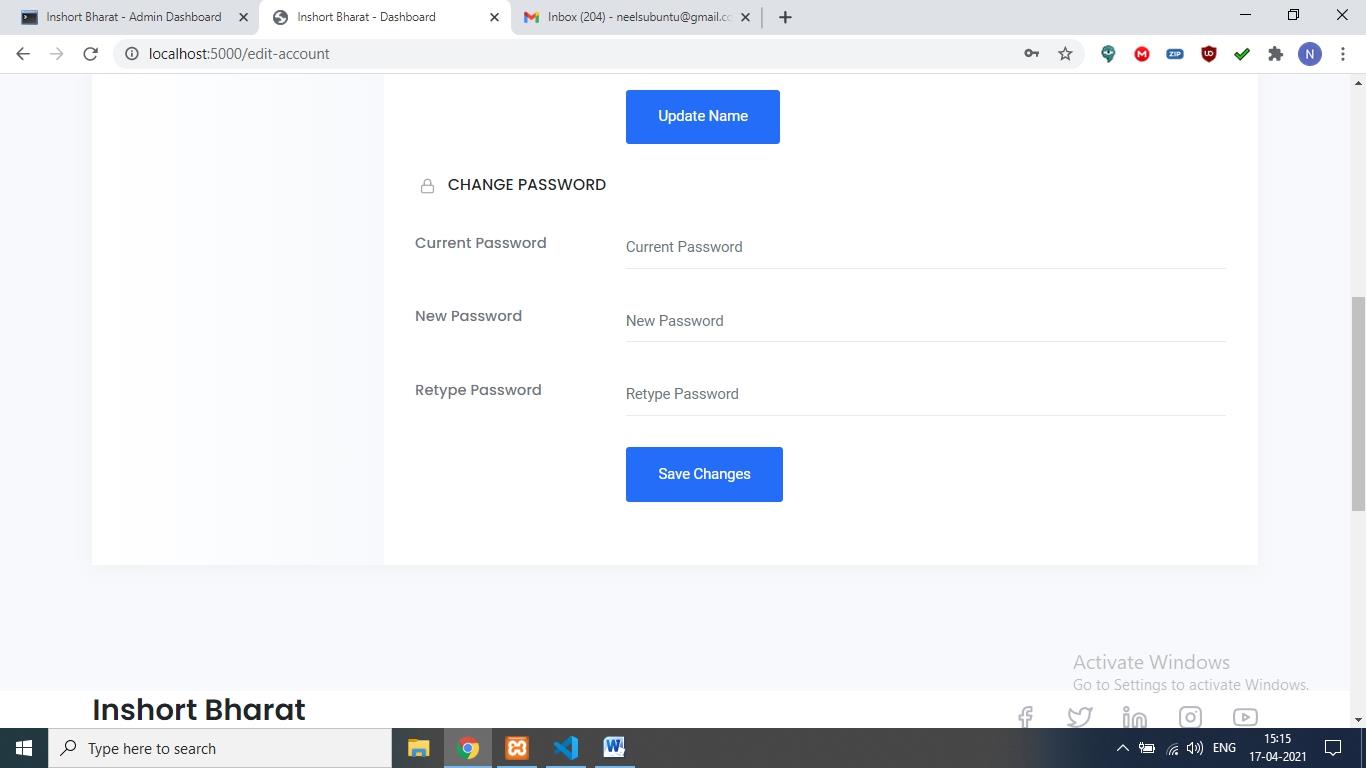 Inshort Bharat - Admin Dashboard
Inshort Bharat - Dashboard
Inbox (204) - neelsubuntu@gmail.cc
localhost:5000/edit-account
ZIP
N
Update Name
CHANGE PASSWORD
Current Password Current Password
New Password New Password
Retype Password Retype Password
Save Changes
Activate Windows
Go to Settings to activate Windows.
Inshort Bharat
Type here to search
ENG
15:15
17-04-2021